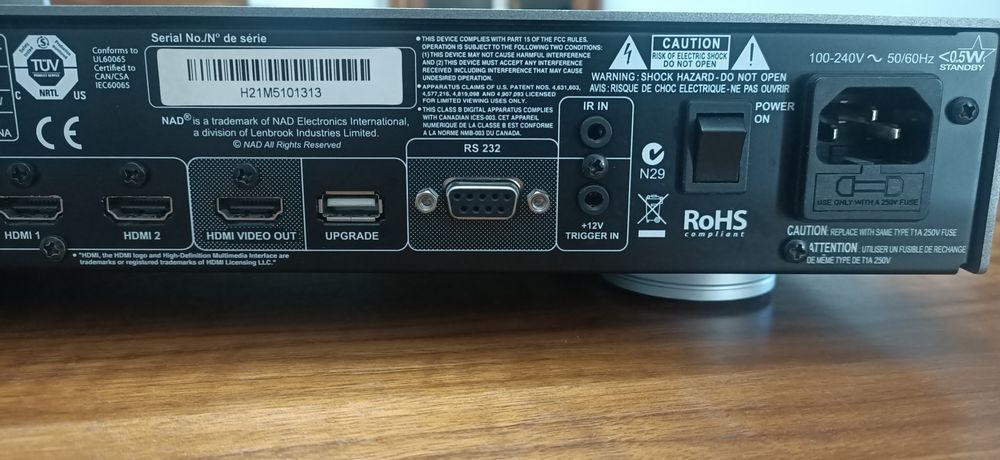 TÜV
PRODUCT SERVICE
NRTL
C US
Conforms to
UL60065
Certified to
CAN/CSA
IEC60065
NA
Serial No./Nº de série
H21M5101313
NAD® is a trademark of NAD Electronics International,
a division of Lenbrook Industries Limited.
© NAD All Rights Reserved
• THIS DEVICE COMPLIES WITH PART 15 OF THE FCC RULES.
OPERATION IS SUBJECT TO THE FOLLOWING TWO CONDITIONS:
(1) THIS DEVICE MAY NOT CAUSE HARMFUL INTERFERENCE
AND (2) THIS DEVICE MUST ACCEPT ANY INTERFERENCE
RECEIVED INCLUDING INTERFERENCE THAT MAY CAUSE
UNDESIRED OPERATION.
• APPARATUS CLAIMS OF U.S. PATENT NOS. 4,631,603,
4,577,216, 4,819,098 AND 4,907,093 LICENSED
FOR LIMITED VIEWING USES ONLY.
• THIS CLASS B DIGITAL APPARATUS COMPLIES
WITH CANADIAN ICES-003. CET APPAREIL
NUMERIQUE DE LA CLASSE B EST CONFORME
A LA NORME NMB-003 DU CANADA.
CAUTION
RISK OF ELECTRIC SHOCK
DO NOT OPEN
WARNING: SHOCK HAZARD - DO NOT OPEN
AVIS: RISQUE DE CHOC ELECTRIQUE - NE PAS OUVRIR
100-240V ~ 50/60Hz
<0.5W
STANDBY
CE
HDMI 1
HDMI 2
HDMI VIDEO OUT
UPGRADE
RS 232
IR IN
+12V
TRIGGER IN
N29
POWER
ON
RoHS
compliant
USE ONLY WITH A 250V FUSE
CAUTION: REPLACE WITH SAME TYPE T1A 250V FUSE
ATTENTION: UTILISER UN FUSIBLE DE RECHANGE
DE MÊME TYPE DE T1A 250V
• "HDMI, the HDMI logo and High-Definition Multimedia Interface are
trademarks or registered trademarks of HDMI Licensing LLC."